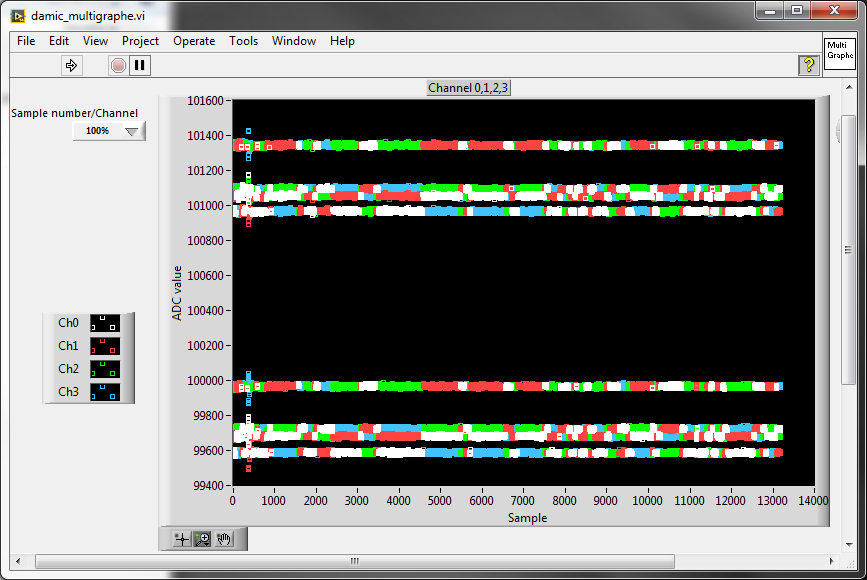 damic_multigraphe.vi
File Edit View Project Operate Tools Window Help
Multi
Graphe
Channel 0,1,2,3
Sample number/Channel
100%
101600
101400
101200
101000
100800
100600
100400
100200
100000
99800
99600
99400
ADC value
Ch0
Ch1
Ch2
Ch3
0 1000 2000 3000 4000 5000 6000 7000 8000 9000 10000 11000 12000 13000 14000
Sample